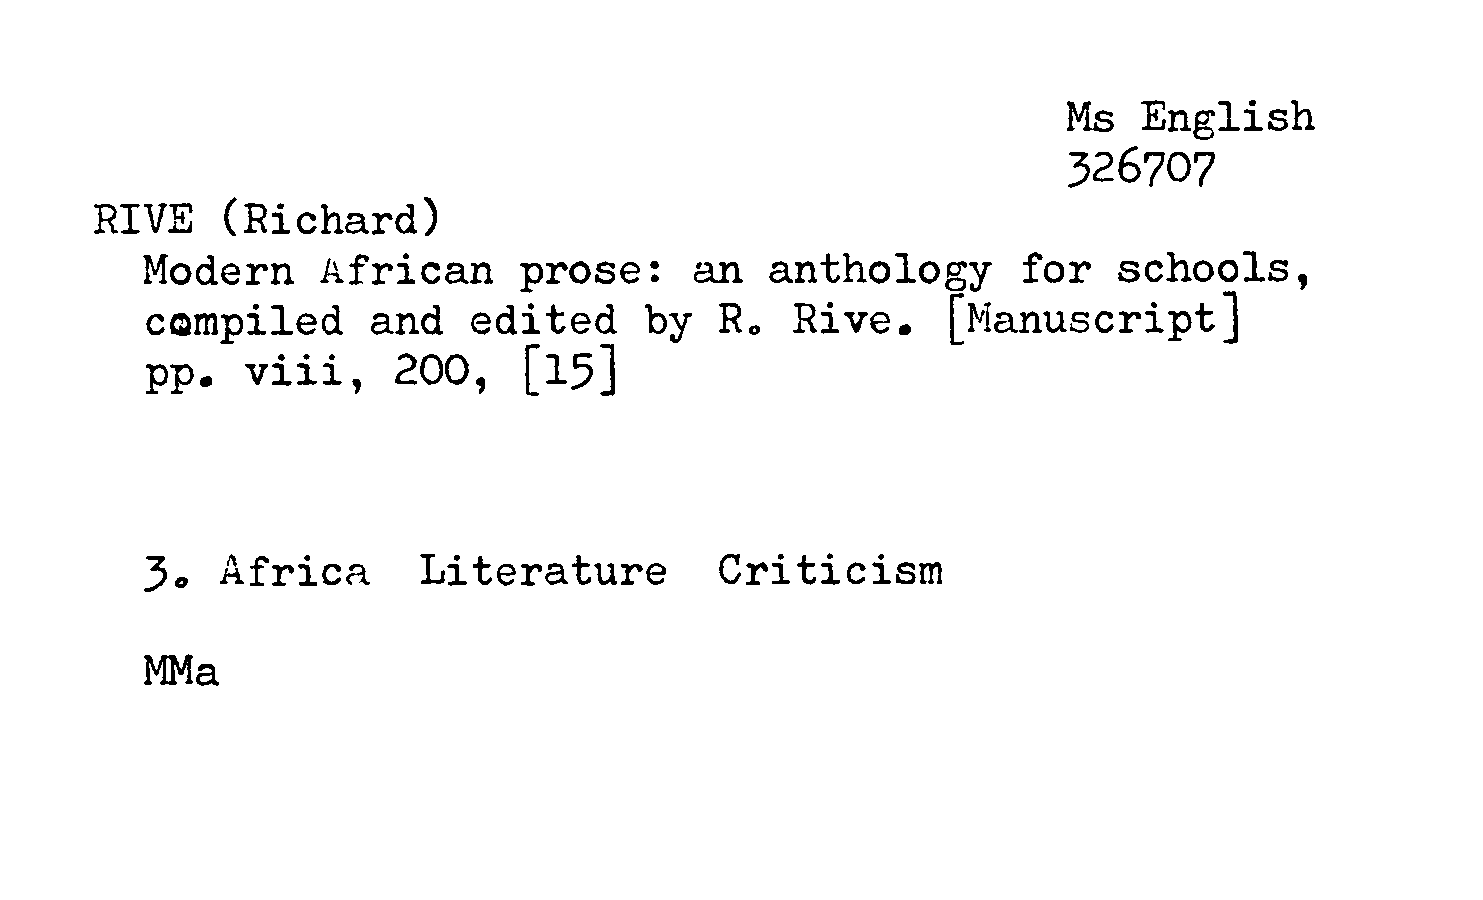 Ms English
326707
RIVE (Richard)
Modern African prose: an anthology for schools,
compiled and edited by R. Rive. [Manuscript]
pp. viii, 200, [15]
3. Africa Literature Criticism
MMa